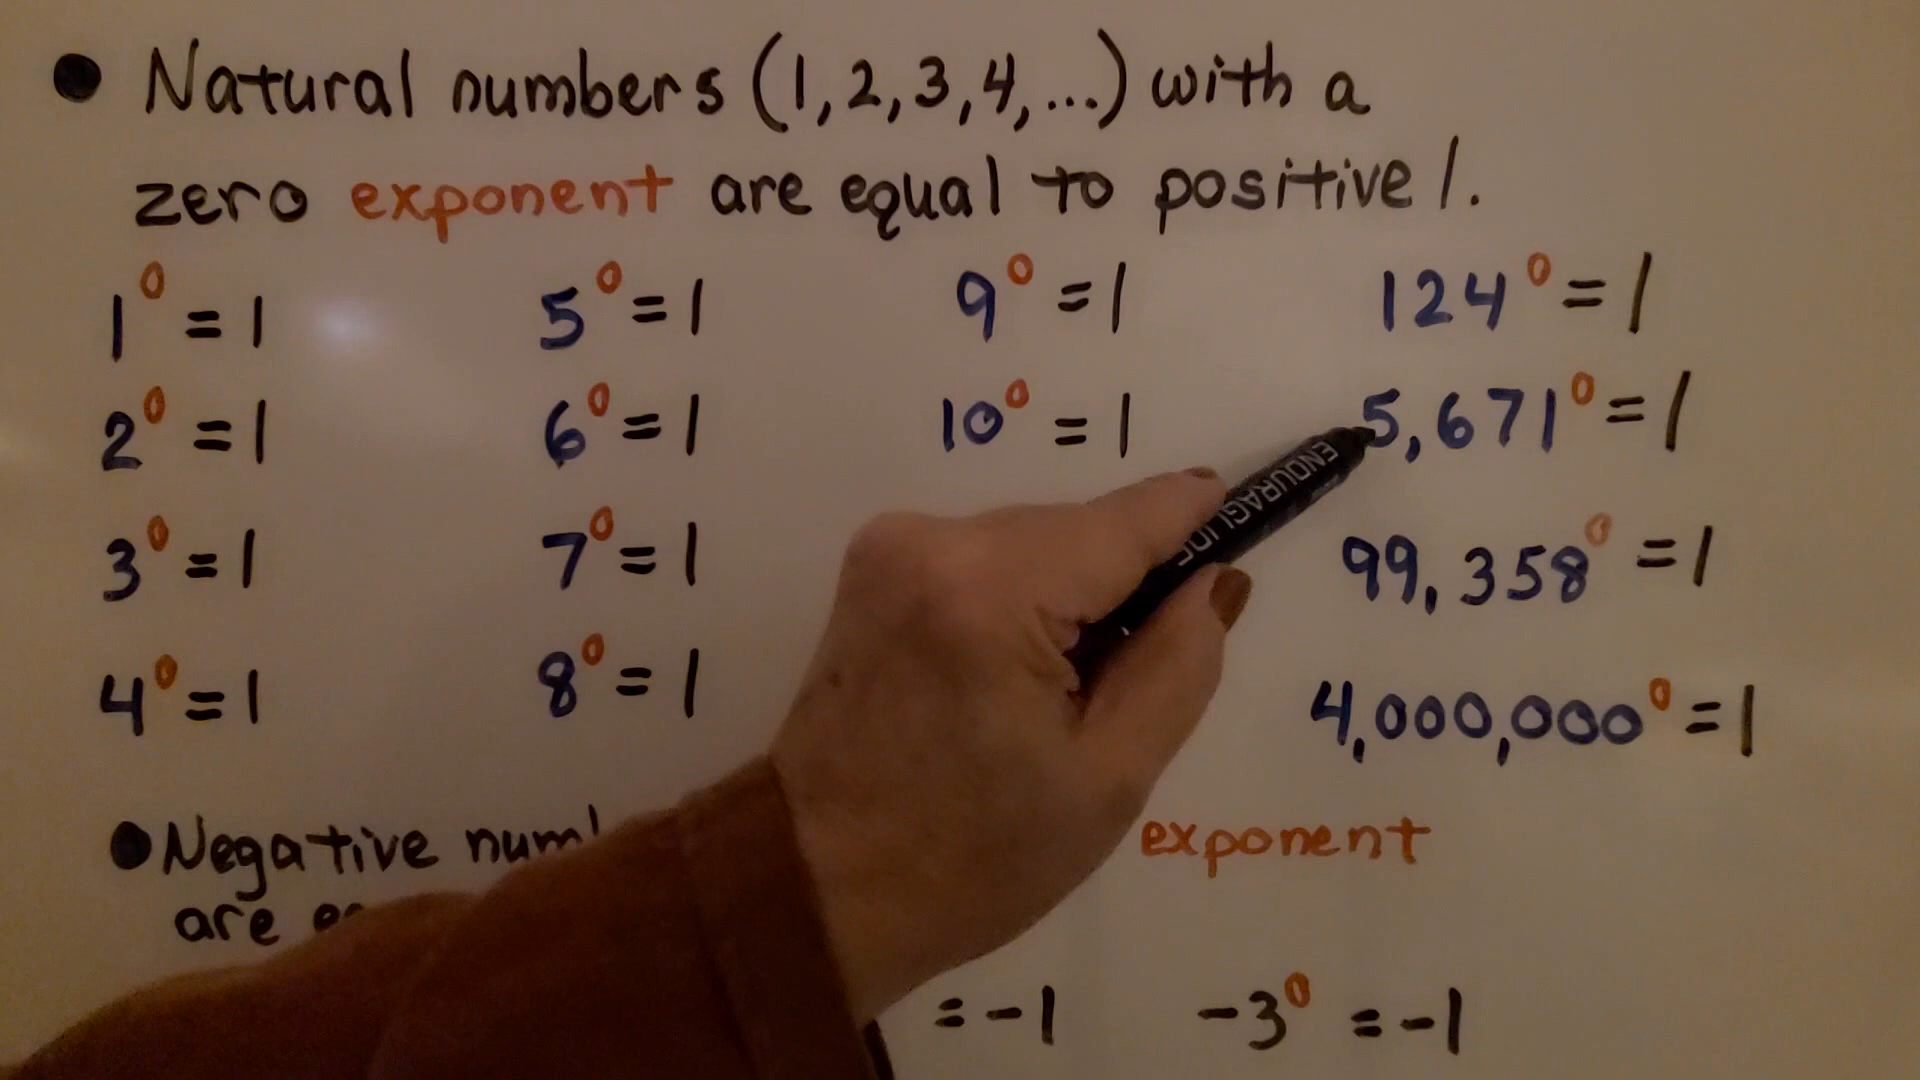 ● Natural numbers (1, 2, 3, 4, ...) with a
zero exponent are equal to positive 1.
1⁰ = 1 5⁰ = 1 9⁰ = 1 124⁰ = 1
2⁰ = 1 6⁰ = 1 10⁰ = 1 5,671⁰ = 1
3⁰ = 1 7⁰ = 1 99,358⁰ = 1
4⁰ = 1 8⁰ = 1 4,000,000⁰ = 1
ENDURAGLIDE
● Negative exponent
are
= -1 -3⁰ = -1